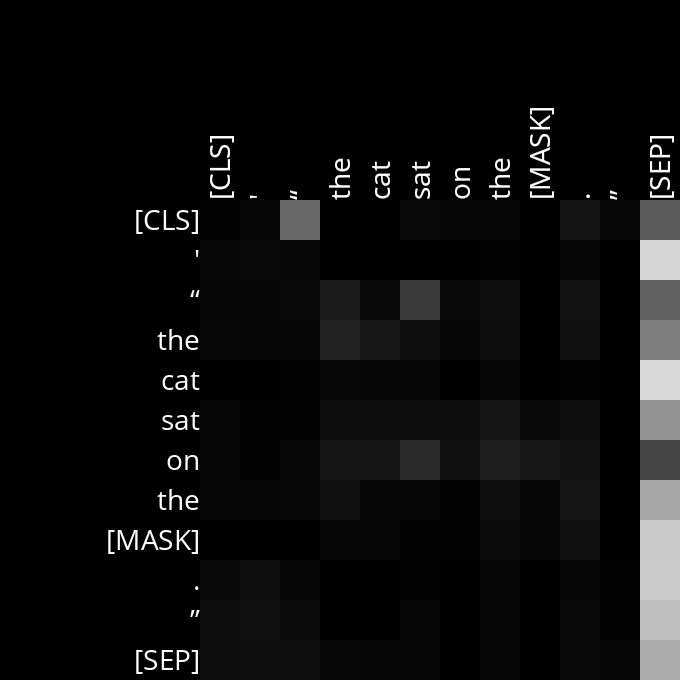 [CLS] ' “ the cat sat on the [MASK] . ” [SEP]
[CLS]
'
“
the
cat
sat
on
the
[MASK]
.
”
[SEP]